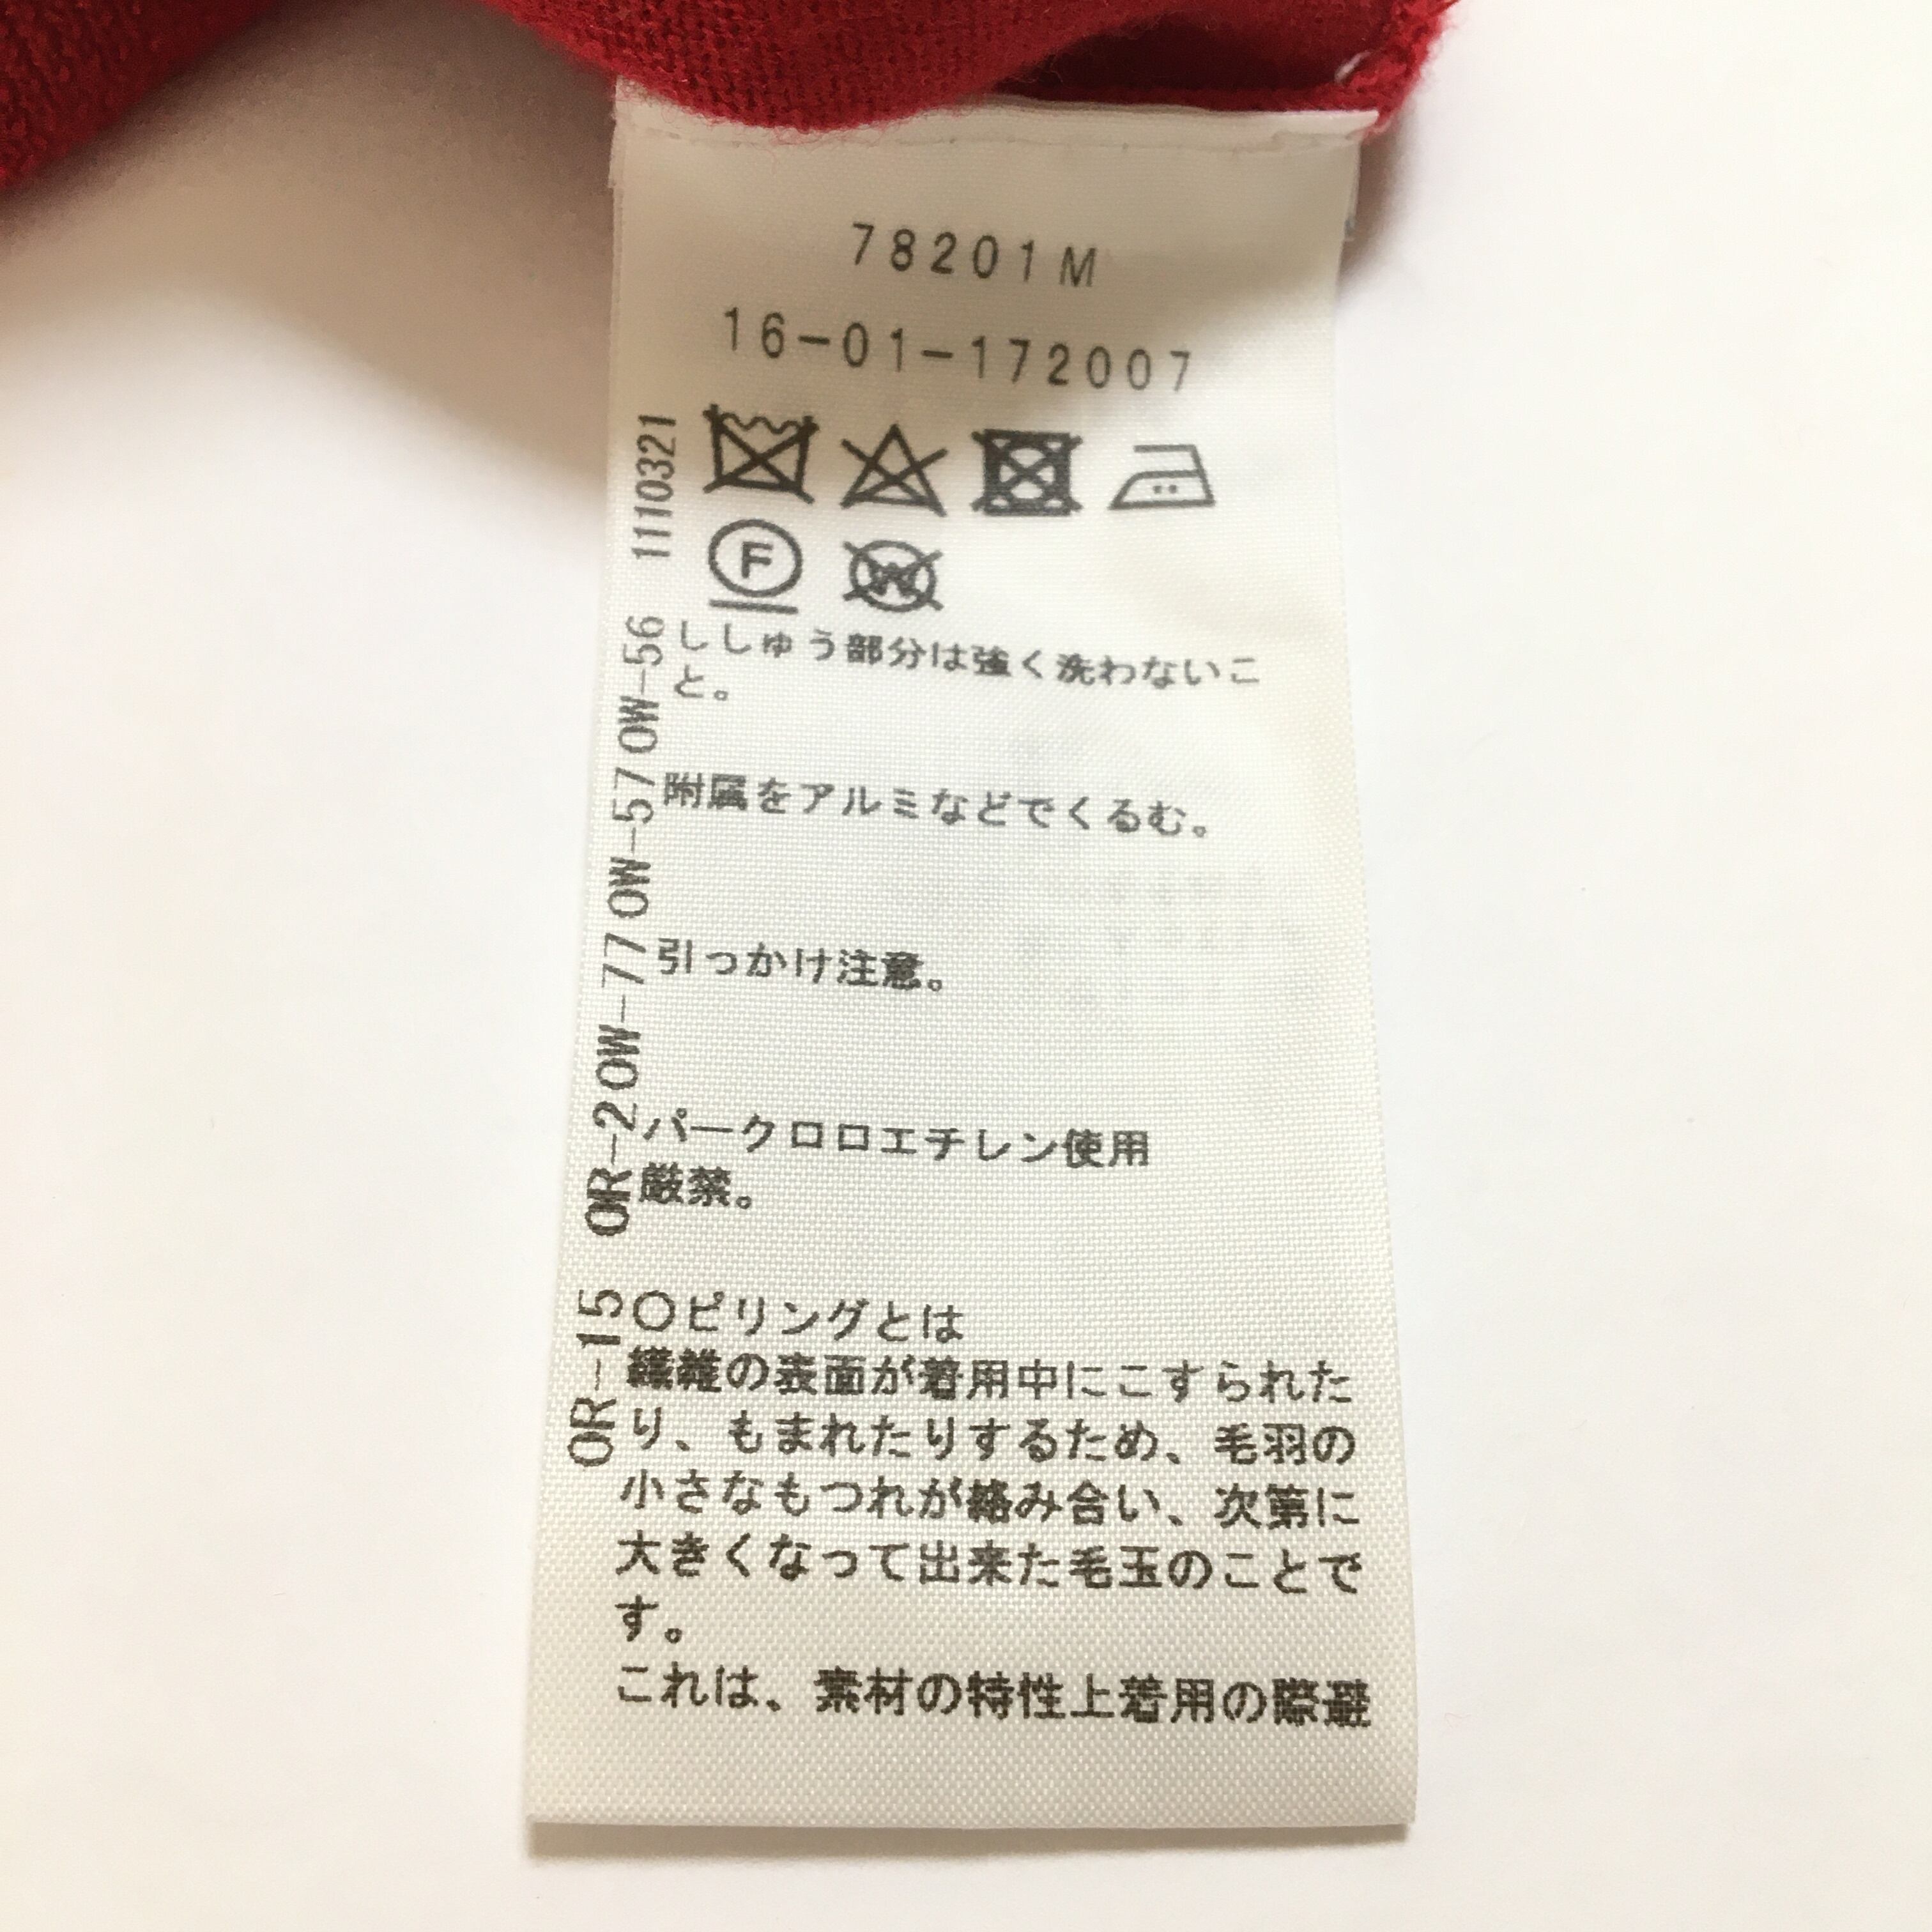 78201M
16-01-172007
F
W
ししゅう部分は強く洗わないこ
と。
附属をアルミなどでくるむ。
引っかけ注意。
パークロロエチレン使用
厳禁。
〇ピリングとは
繊維の表面が着用中にこすられた
り、もまれたりするため、毛羽の
小さなもつれが絡み合い、次第に
大きくなって出来た毛玉のことで
す。
これは、素材の特性上着用の際避
OR-15 OR-2 OW-77 OW-57 OW-56 1110321